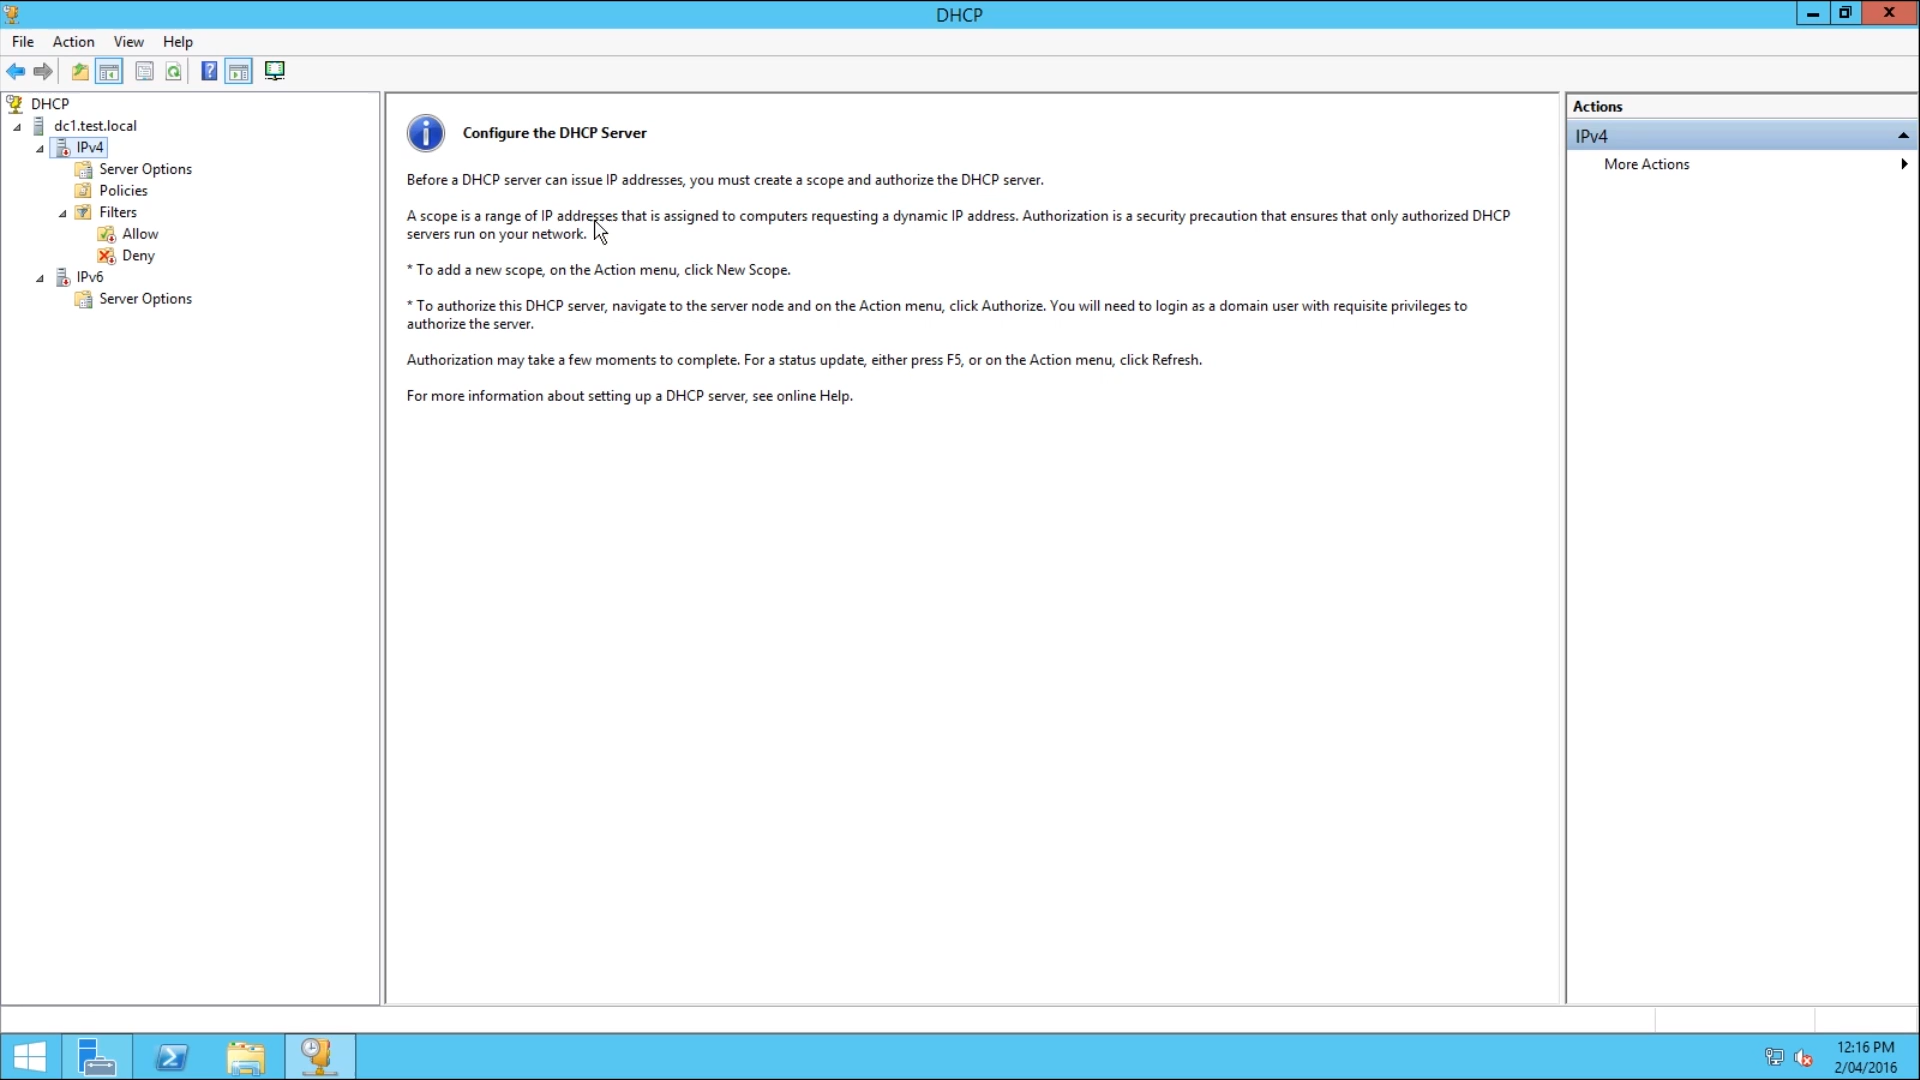 DHCP
File Action View Help
DHCP
dc1.test.local
IPv4
Server Options
Policies
Filters
Allow
Deny
IPv6
Server Options
Configure the DHCP Server
Before a DHCP server can issue IP addresses, you must create a scope and authorize the DHCP server.
A scope is a range of IP addresses that is assigned to computers requesting a dynamic IP address. Authorization is a security precaution that ensures that only authorized DHCP
servers run on your network.
* To add a new scope, on the Action menu, click New Scope.
* To authorize this DHCP server, navigate to the server node and on the Action menu, click Authorize. You will need to login as a domain user with requisite privileges to
authorize the server.
Authorization may take a few moments to complete. For a status update, either press F5, or on the Action menu, click Refresh.
For more information about setting up a DHCP server, see online Help.
Actions
IPv4
More Actions
12:16 PM
2/04/2016